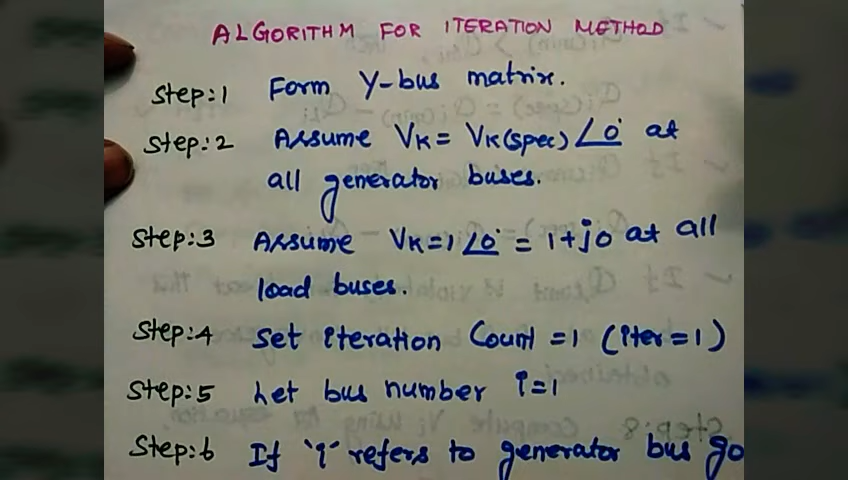 ALGORITHM FOR ITERATION METHOD
Step:1 Form Y-bus matrix.
Step:2 Assume VK = VK(spec) ∠0° at
all generator buses.
Step:3 Assume VK=1∠0° = 1+j0 at all
load buses.
Step:4 Set iteration Count =1 (iter=1)
Step:5 Let bus number i=1
Step:6 If 'i' refers to generator bus go